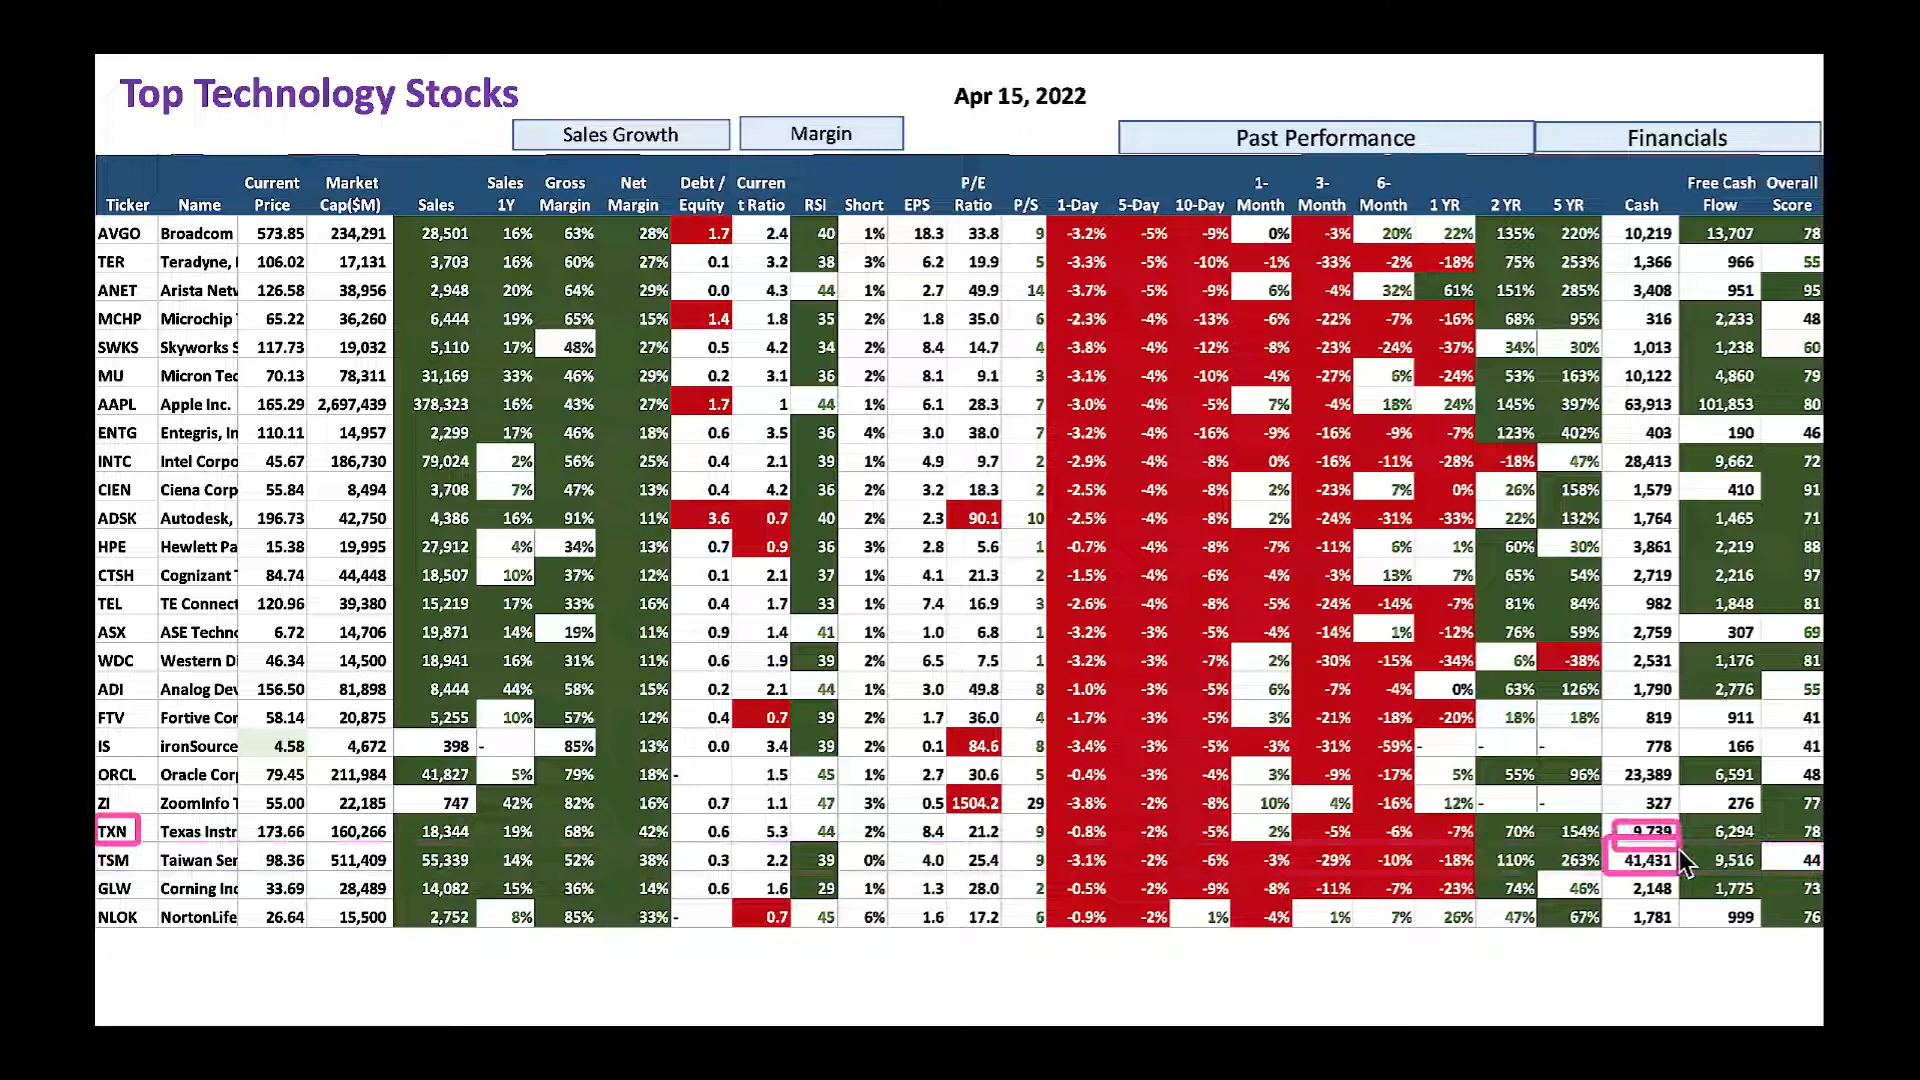 Top Technology Stocks
Apr 15, 2022
Sales Growth Margin Past Performance Financials
Ticker Name Current Price Market Cap($M) Sales Sales 1Y Gross Margin Net Margin Debt / Equity Curren t Ratio RSI Short EPS P/E Ratio P/S 1-Day 5-Day 10-Day 1- Month 3- Month 6- Month 1 YR 2 YR 5 YR Cash Free Cash Flow Overall Score
AVGO Broadcom 573.85 234,291 28,501 16% 63% 28% 1.7 2.4 40 1% 18.3 33.8 9 -3.2% -5% -9% 0% -3% 20% 22% 135% 220% 10,219 13,707 78
TER Teradyne, 106.02 17,131 3,703 16% 60% 27% 0.1 3.2 38 3% 6.2 19.9 5 -3.3% -5% -10% -1% -33% -2% -18% 75% 253% 1,366 966 55
ANET Arista Netw 126.58 38,956 2,948 20% 64% 29% 0.0 4.3 44 1% 2.7 49.9 14 -3.7% -5% -9% 6% -4% 32% 61% 151% 285% 3,408 951 95
MCHP Microchip 65.22 36,260 6,444 19% 65% 15% 1.4 1.8 35 2% 1.8 35.0 6 -2.3% -4% -13% -6% -22% -7% -16% 68% 95% 316 2,233 48
SWKS Skyworks S 117.73 19,032 5,110 17% 48% 27% 0.5 4.2 34 2% 8.4 14.7 4 -3.8% -4% -12% -8% -23% -24% -37% 34% 30% 1,013 1,238 60
MU Micron Tec 70.13 78,311 31,169 33% 46% 29% 0.2 3.1 36 2% 8.1 9.1 3 -3.1% -4% -10% -4% -27% 6% -24% 53% 163% 10,122 4,860 79
AAPL Apple Inc. 165.29 2,697,439 378,323 16% 43% 27% 1.7 1 44 1% 6.1 28.3 7 -3.0% -4% -5% 7% -4% 18% 24% 145% 397% 63,913 101,853 80
ENTG Entegris, In 110.11 14,957 2,299 17% 46% 18% 0.6 3.5 36 4% 3.0 38.0 7 -3.2% -4% -16% -9% -16% -9% -7% 123% 402% 403 190 46
INTC Intel Corpo 45.67 186,730 79,024 2% 56% 25% 0.4 2.1 39 1% 4.9 9.7 2 -2.9% -4% -8% 0% -16% -11% -28% -18% 47% 28,413 9,662 72
CIEN Ciena Corp 55.84 8,494 3,708 7% 47% 13% 0.4 4.2 36 2% 3.2 18.3 2 -2.5% -4% -8% 2% -23% 7% 0% 26% 158% 1,579 410 91
ADSK Autodesk, 196.73 42,750 4,386 16% 91% 11% 3.6 0.7 40 2% 2.3 90.1 10 -2.5% -4% -8% 2% -24% -31% -33% 22% 132% 1,764 1,465 71
HPE Hewlett Pa 15.38 19,995 27,912 4% 34% 13% 0.7 0.9 36 3% 2.8 5.6 1 -0.7% -4% -8% -7% -11% 6% 1% 60% 30% 3,861 2,219 88
CTSH Cognizant T 84.74 44,448 18,507 10% 37% 12% 0.1 2.1 37 1% 4.1 21.3 2 -1.5% -4% -6% -4% -3% 13% 7% 65% 54% 2,719 2,216 97
TEL TE Connect 120.96 39,380 15,219 17% 33% 16% 0.4 1.7 33 1% 7.4 16.9 3 -2.6% -4% -8% -5% -24% -14% -7% 81% 84% 982 1,848 81
ASX ASE Techno 6.72 14,706 19,871 14% 19% 11% 0.9 1.4 41 1% 1.0 6.8 1 -3.2% -3% -5% -4% -14% 1% -12% 76% 59% 2,759 307 69
WDC Western Di 46.34 14,500 18,941 16% 31% 11% 0.6 1.9 39 2% 6.5 7.5 1 -3.2% -3% -7% 2% -30% -15% -34% 6% -38% 2,531 1,176 81
ADI Analog Dev 156.50 81,898 8,444 44% 58% 15% 0.2 2.1 44 1% 3.0 49.8 8 -1.0% -3% -5% 6% -7% -4% 0% 63% 126% 1,790 2,776 55
FTV Fortive Cor 58.14 20,875 5,255 10% 57% 12% 0.4 0.7 39 2% 1.7 36.0 4 -1.7% -3% -5% 3% -21% -18% -20% 18% 18% 819 911 41
IS ironSource 4.58 4,672 398 - 85% 13% 0.0 3.4 39 2% 0.1 84.6 8 -3.4% -3% -5% -3% -31% -59% - - - 778 166 41
ORCL Oracle Corp 79.45 211,984 41,827 5% 79% 18% - 1.5 45 1% 2.7 30.6 5 -0.4% -3% -4% 3% -9% -17% 5% 55% 96% 23,389 6,591 48
ZI ZoomInfo T 55.00 22,185 747 42% 82% 16% 0.7 1.1 47 3% 0.5 1504.2 29 -3.8% -2% -8% 10% 4% -16% 12% - - 327 276 77
TXN Texas Instr 173.66 160,266 18,344 19% 68% 42% 0.6 5.3 44 2% 8.4 21.2 9 -0.8% -2% -5% 2% -5% -6% -7% 70% 154% 9,739 6,294 78
TSM Taiwan Ser 98.36 511,409 55,339 14% 52% 38% 0.3 2.2 39 0% 4.0 25.4 9 -3.1% -2% -6% -3% -29% -10% -18% 110% 263% 41,431 9,516 44
GLW Corning Inc 33.69 28,489 14,082 15% 36% 14% 0.6 1.6 29 1% 1.3 28.0 2 -0.5% -2% -9% -8% -11% -7% -23% 74% 46% 2,148 1,775 73
NLOK NortonLife 26.64 15,500 2,752 8% 85% 33% - 0.7 45 6% 1.6 17.2 6 -0.9% -2% 1% -4% 1% 7% 26% 47% 67% 1,781 999 76